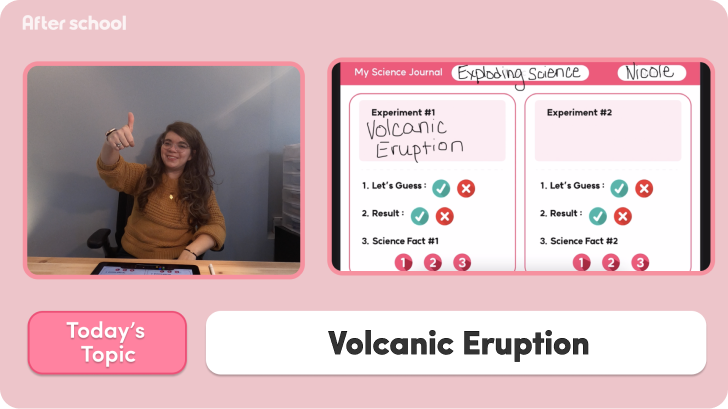 After school
My Science Journal Exploding Science Nicole
Experiment #1
Volcanic
Eruption
1. Let's Guess :
2. Result :
3. Science Fact #1
1 2 3
Experiment #2
1. Let's Guess :
2. Result :
3. Science Fact #2
1 2 3
Today's
Topic
Volcanic Eruption